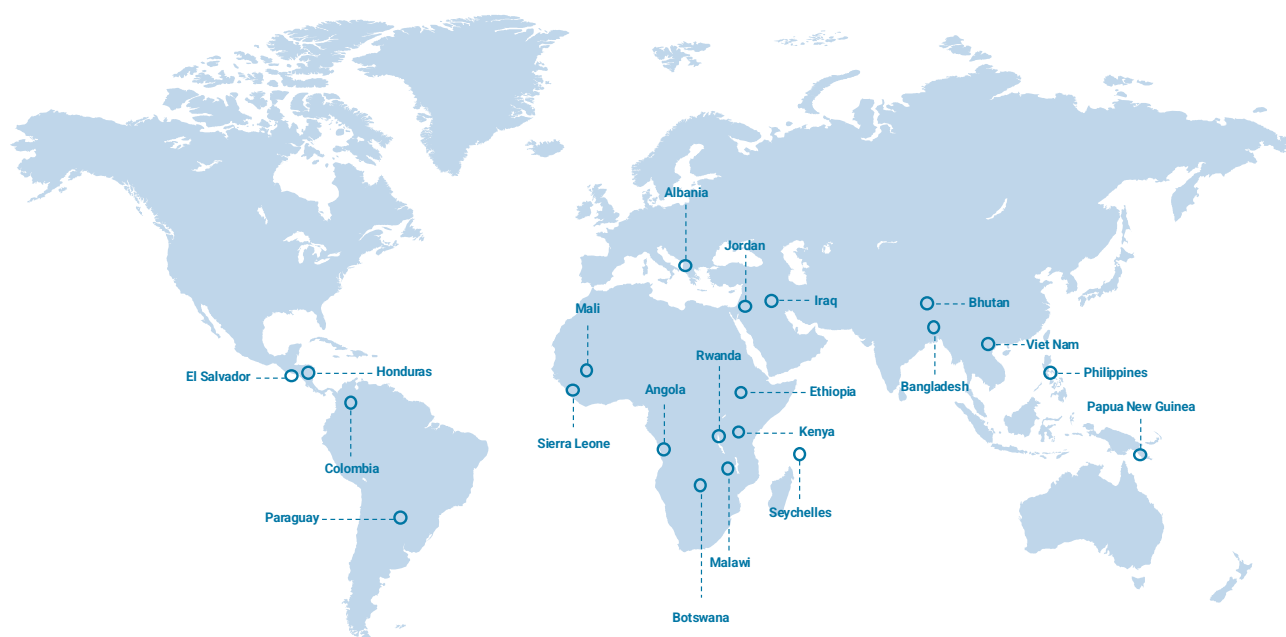 Albania
Jordan
Iraq
Bhutan
Mali
Viet Nam
Rwanda
El Salvador
Honduras
Philippines
Bangladesh
Angola
Ethiopia
Papua New Guinea
Kenya
Sierra Leone
Colombia
Seychelles
Paraguay
Malawi
Botswana